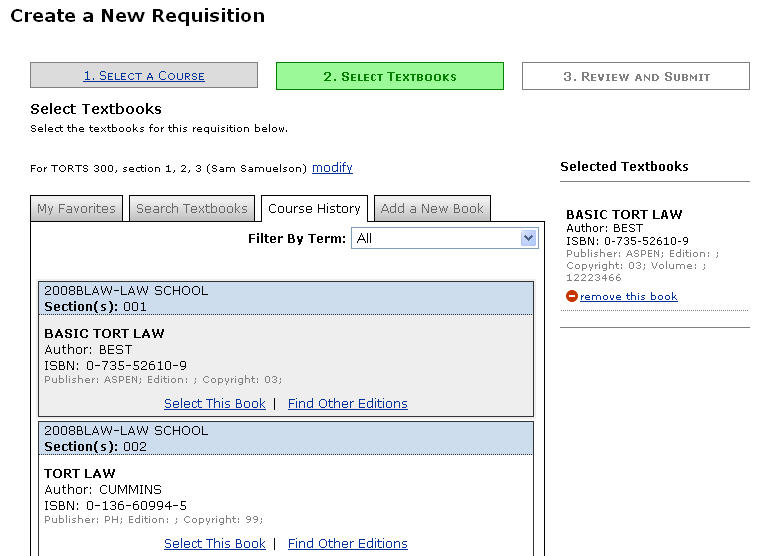 Create a New Requisition
1. SELECT A COURSE
2. SELECT TEXTBOOKS
3. REVIEW AND SUBMIT
Select Textbooks
Select the textbooks for this requisition below.
For TORTS 300, section 1, 2, 3 (Sam Samuelson) modify
My Favorites
Search Textbooks
Course History
Add a New Book
Filter By Term: All
2008BLAW-LAW SCHOOL
Section(s): 001
BASIC TORT LAW
Author: BEST
ISBN: 0-735-52610-9
Publisher: ASPEN; Edition: ; Copyright: 03;
Select This Book | Find Other Editions
2008BLAW-LAW SCHOOL
Section(s): 002
TORT LAW
Author: CUMMINS
ISBN: 0-136-60994-5
Publisher: PH; Edition: ; Copyright: 99;
Select This Book | Find Other Editions
Selected Textbooks
BASIC TORT LAW
Author: BEST
ISBN: 0-735-52610-9
Publisher: ASPEN; Edition: ;
Copyright: 03; Volume: ;
12223466
remove this book